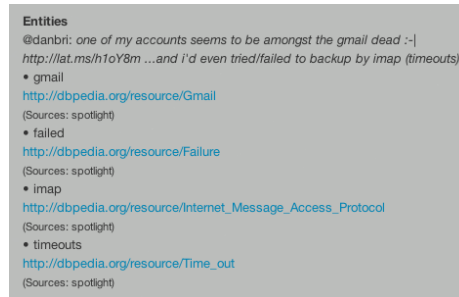 Entities
@danbri: one of my accounts seems to be amongst the gmail dead :-|
http://lat.ms/h1oY8m ...and i'd even tried/failed to backup by imap (timeouts)
• gmail
http://dbpedia.org/resource/Gmail
(Sources: spotlight)
• failed
http://dbpedia.org/resource/Failure
(Sources: spotlight)
• imap
http://dbpedia.org/resource/Internet_Message_Access_Protocol
(Sources: spotlight)
• timeouts
http://dbpedia.org/resource/Time_out
(Sources: spotlight)